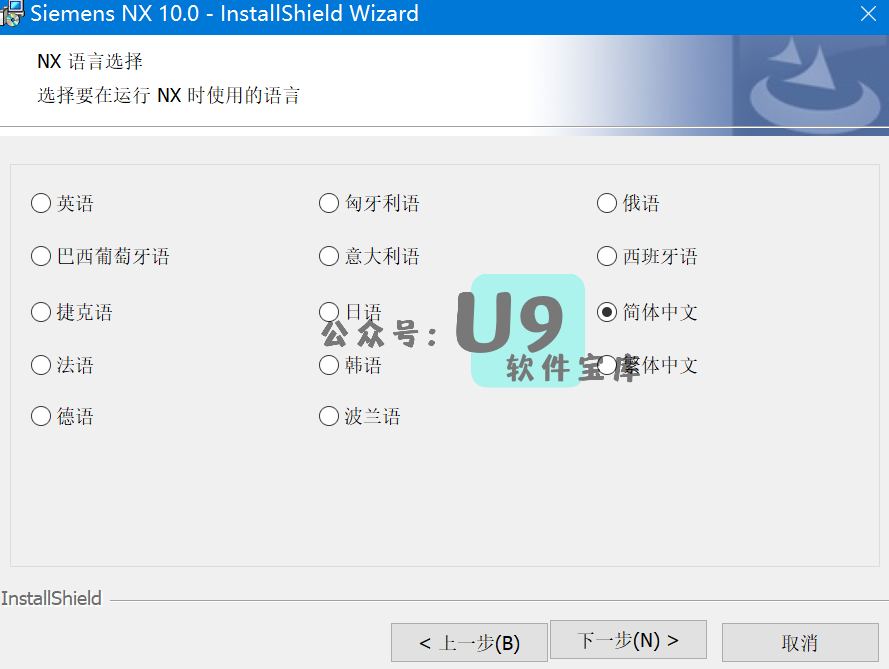 Siemens NX 10.0 - InstallShield Wizard
NX 语言选择
选择要在运行 NX 时使用的语言
英语
匈牙利语
俄语
巴西葡萄牙语
意大利语
西班牙语
捷克语
日语
简体中文
公众号：U9
软件宝库
法语
韩语
繁体中文
德语
波兰语
InstallShield
< 上一步(B)
下一步(N) >
取消